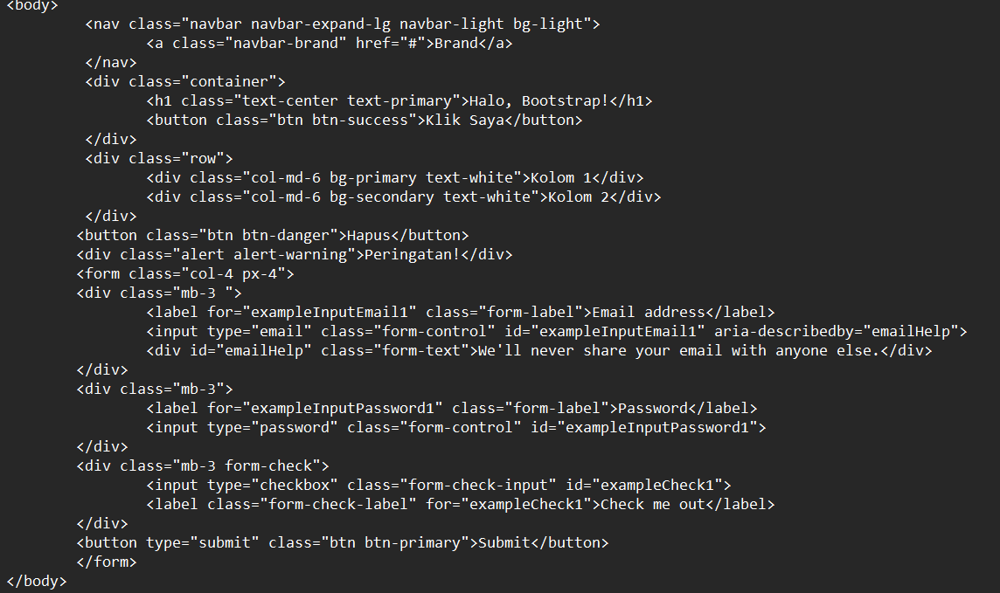 <body>
<nav class="navbar navbar-expand-lg navbar-light bg-light">
<a class="navbar-brand" href="#">Brand</a>
</nav>
<div class="container">
<h1 class="text-center text-primary">Halo, Bootstrap!</h1>
<button class="btn btn-success">Klik Saya</button>
</div>
<div class="row">
<div class="col-md-6 bg-primary text-white">Kolom 1</div>
<div class="col-md-6 bg-secondary text-white">Kolom 2</div>
</div>
<button class="btn btn-danger">Hapus</button>
<div class="alert alert-warning">Peringatan!</div>
<form class="col-4 px-4">
<div class="mb-3 ">
<label for="exampleInputEmail1" class="form-label">Email address</label>
<input type="email" class="form-control" id="exampleInputEmail1" aria-describedby="emailHelp">
<div id="emailHelp" class="form-text">We'll never share your email with anyone else.</div>
</div>
<div class="mb-3">
<label for="exampleInputPassword1" class="form-label">Password</label>
<input type="password" class="form-control" id="exampleInputPassword1">
</div>
<div class="mb-3 form-check">
<input type="checkbox" class="form-check-input" id="exampleCheck1">
<label class="form-check-label" for="exampleCheck1">Check me out</label>
</div>
<button type="submit" class="btn btn-primary">Submit</button>
</form>
</body>